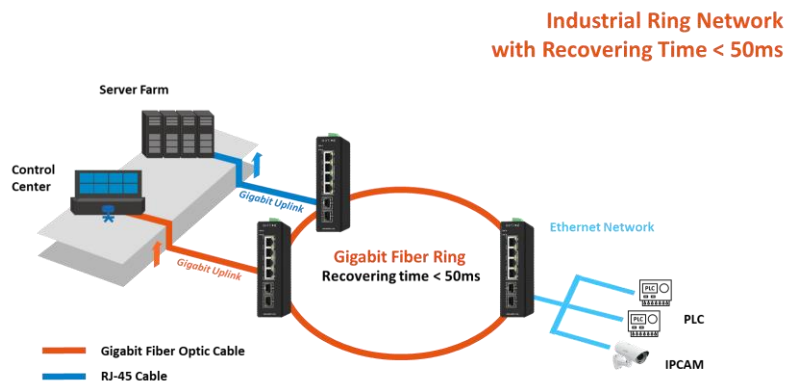 Industrial Ring Network
with Recovering Time < 50ms
Server Farm
Control
Center
Gigabit Uplink
Gigabit Uplink
Ethernet Network
Gigabit Fiber Ring
Recovering time < 50ms
PLC
PLC
PLC
IPCAM
Gigabit Fiber Optic Cable
RJ-45 Cable